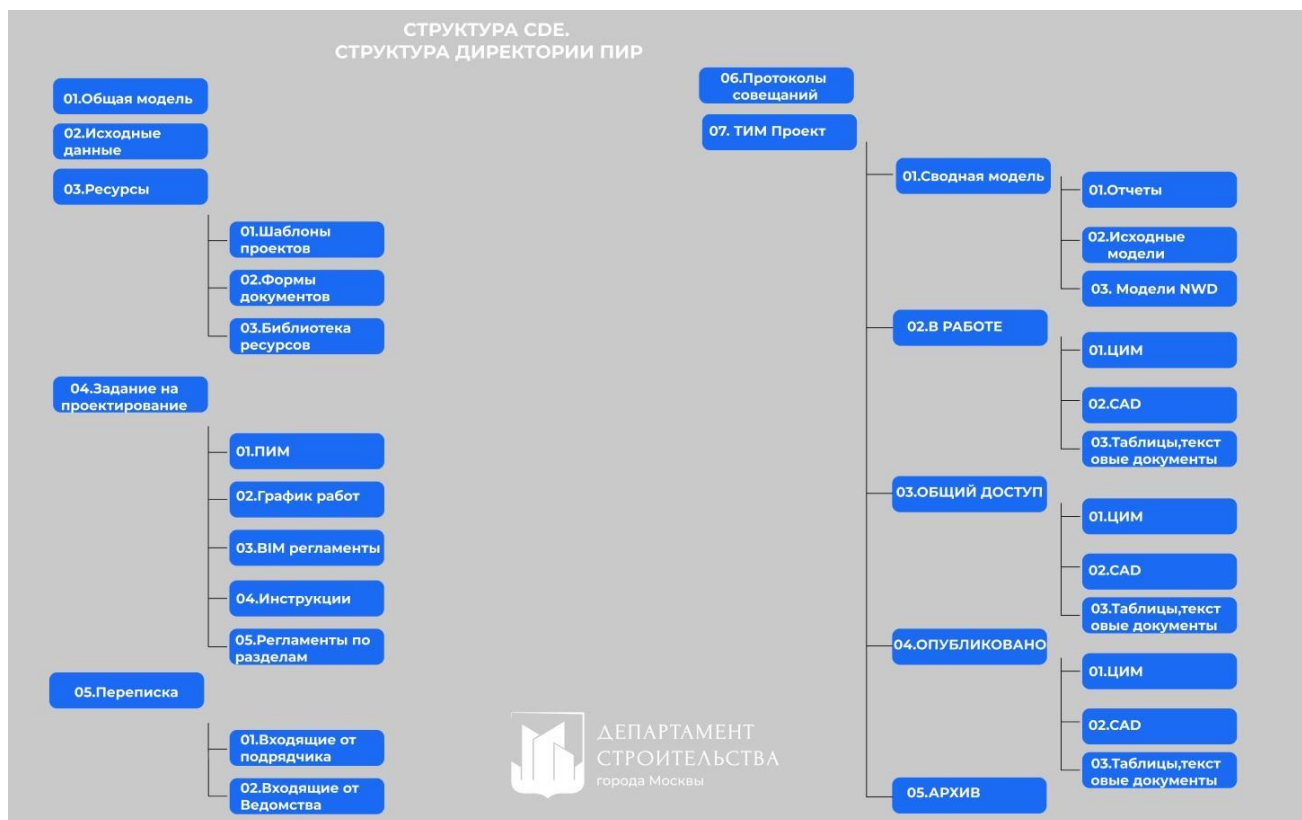 СТРУКТУРА CDE.
СТРУКТУРА ДИРЕКТОРИИ ПИР
01.Общая модель
02.Исходные
данные
03.Ресурсы
01.Шаблоны
проектов
02.Формы
документов
03.Библиотека
ресурсов
04.Задание на
проектирование
01.ПИМ
02.График работ
03.BIM регламенты
04.Инструкции
05.Регламенты по
разделам
05.Переписка
01.Входящие от
подрядчика
02.Входящие от
Ведомства
06.Протоколы
совещаний
07. ТИМ Проект
01.Сводная модель
01.Отчеты
02.Исходные
модели
03. Модели NWD
02.В РАБОТЕ
01.ЦИМ
02.CAD
03.Таблицы,текст
овые документы
03.ОБЩИЙ ДОСТУП
01.ЦИМ
02.CAD
03.Таблицы,текст
овые документы
04.ОПУБЛИКОВАНО
01.ЦИМ
02.CAD
03.Таблицы,текст
овые документы
05.АРХИВ
ДЕПАРТАМЕНТ
СТРОИТЕЛЬСТВА
города Москвы